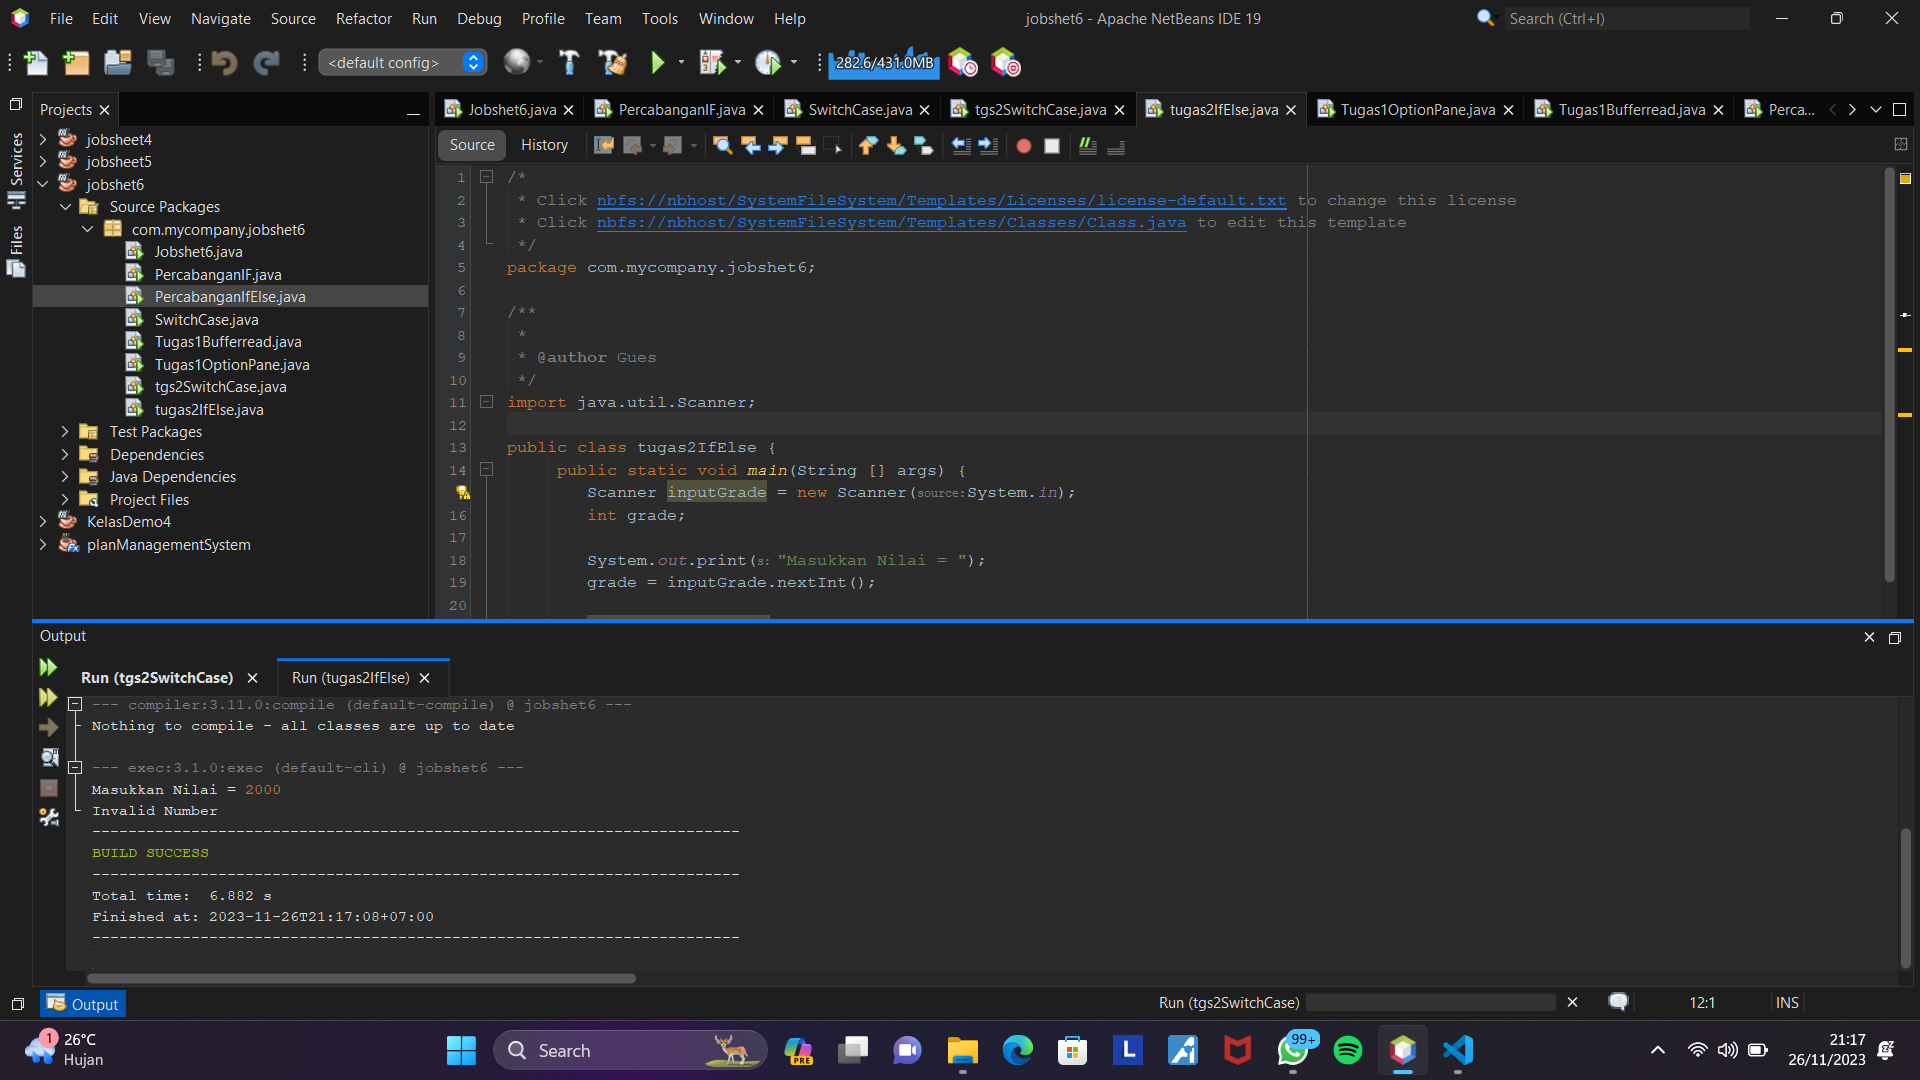 File Edit View Navigate Source Refactor Run Debug Profile Team Tools Window Help jobshet6 - Apache NetBeans IDE 19 Search (Ctrl+I)
<default config> 282.6/431.0MB
Services
Files
Projects
jobsheet4
jobsheet5
jobshet6
Source Packages
com.mycompany.jobshet6
Jobshet6.java
PercabanganIF.java
PercabanganIfElse.java
SwitchCase.java
Tugas1Bufferread.java
Tugas1OptionPane.java
tgs2SwitchCase.java
tugas2IfElse.java
Test Packages
Dependencies
Java Dependencies
Project Files
KelasDemo4
planManagementSystem
Jobshet6.java PercabanganIF.java SwitchCase.java tgs2SwitchCase.java tugas2IfElse.java Tugas1OptionPane.java Tugas1Bufferread.java Perca...
Source History
1 /*
2 * Click nbfs://nbhost/SystemFileSystem/Templates/Licenses/license-default.txt to change this license
3 * Click nbfs://nbhost/SystemFileSystem/Templates/Classes/Class.java to edit this template
4 */
5 package com.mycompany.jobshet6;
6
7 /**
8 *
9 * @author Gues
10 */
11 import java.util.Scanner;
12
13 public class tugas2IfElse {
14 public static void main(String [] args) {
Scanner inputGrade = new Scanner(source:System.in);
16 int grade;
17
18 System.out.print(s:"Masukkan Nilai = ");
19 grade = inputGrade.nextInt();
20
Output
Run (tgs2SwitchCase) Run (tugas2IfElse)
--- compiler:3.11.0:compile (default-compile) @ jobshet6 ---
Nothing to compile - all classes are up to date
--- exec:3.1.0:exec (default-cli) @ jobshet6 ---
Masukkan Nilai = 2000
Invalid Number
------------------------------------------------------------------------
BUILD SUCCESS
------------------------------------------------------------------------
Total time:  6.882 s
Finished at: 2023-11-26T21:17:08+07:00
------------------------------------------------------------------------
Output Run (tgs2SwitchCase) 12:1 INS
1 26°C
Hujan
Search
PRE
L
99+
21:17
26/11/2023